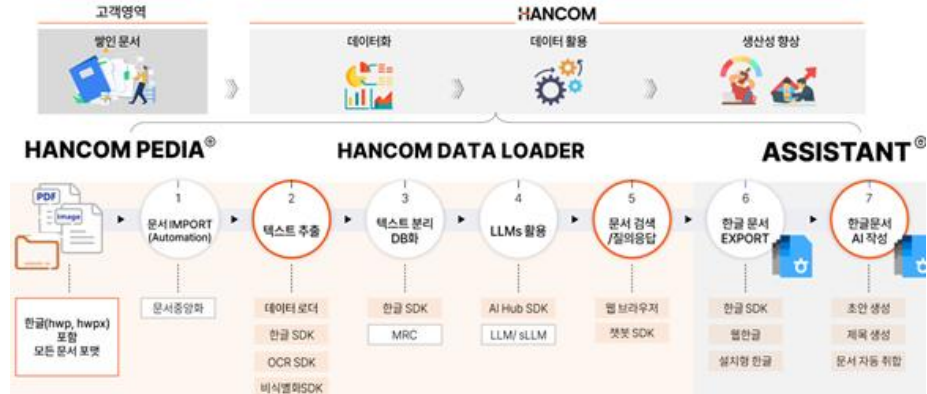 고객영역
HANCOM
쌓인 문서
데이터화
데이터 활용
생산성 향상
HANCOM PEDIA
HANCOM DATA LOADER
ASSISTANT
PDF
Image
1
문서 IMPORT
(Automation)
2
텍스트 추출
3
텍스트 분리
DB화
4
LLMs 활용
5
문서 검색
/질의응답
6
한글 문서
EXPORT
7
한글문서
AI 작성
한글(hwp, hwpx)
포함
모든 문서 포맷
문서중앙화
데이터 로더
한글 SDK
OCR SDK
비식별화SDK
한글 SDK
MRC
AI Hub SDK
LLM/ sLLM
웹 브라우저
챗봇 SDK
한글 SDK
웹한글
설치형 한글
초안 생성
제목 생성
문서 자동 취합